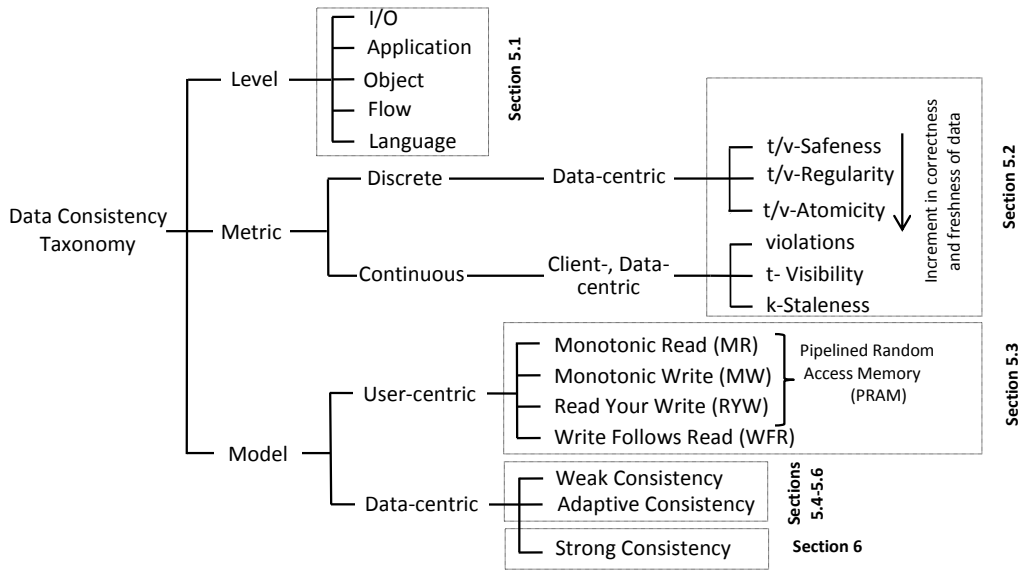 Data Consistency
Taxonomy
Level
I/O
Application
Object
Flow
Language
Section 5.1
Metric
Discrete
Data-centric
t/v-Safeness
t/v-Regularity
t/v-Atomicity
Continuous
Client-, Data-
centric
violations
t- Visibility
k-Staleness
Increment in correctness
and freshness of data
Section 5.2
Model
User-centric
Monotonic Read (MR)
Monotonic Write (MW)
Read Your Write (RYW)
Write Follows Read (WFR)
Pipelined Random
Access Memory
(PRAM)
Section 5.3
Data-centric
Weak Consistency
Adaptive Consistency
Sections
5.4-5.6
Strong Consistency
Section 6